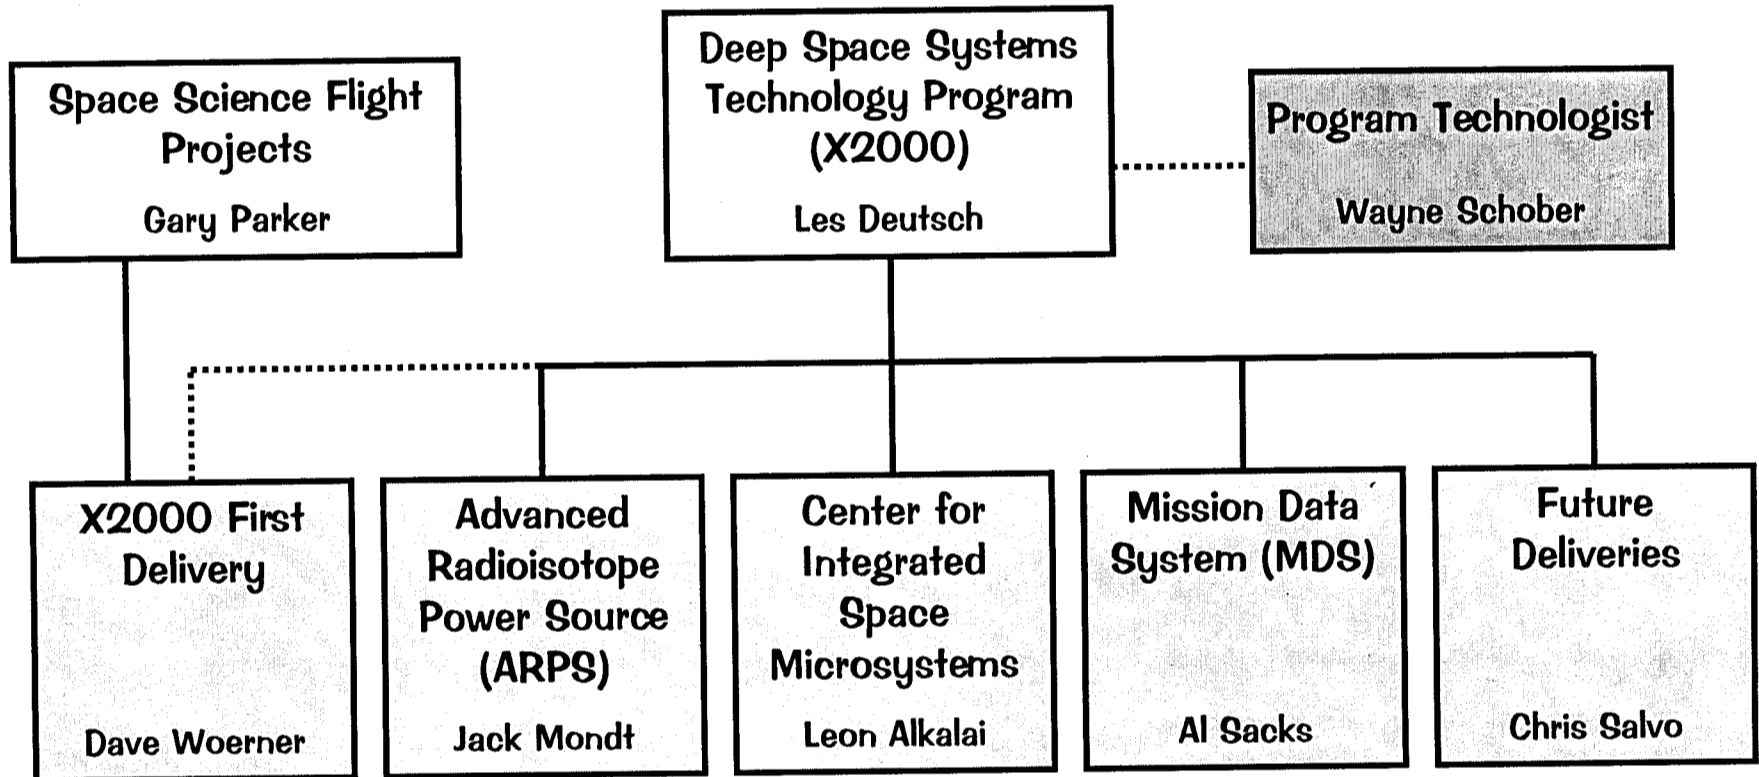 Space Science Flight
Projects
Gary Parker
Deep Space Systems
Technology Program
(X2000)
Les Deutsch
Program Technologist
Wayne Schober
X2000 First
Delivery
Dave Woerner
Advanced
Radioisotope
Power Source
(ARPS)
Jack Mondt
Center for
Integrated
Space
Microsystems
Leon Alkalai
Mission Data
System (MDS)
Al Sacks
Future
Deliveries
Chris Salvo